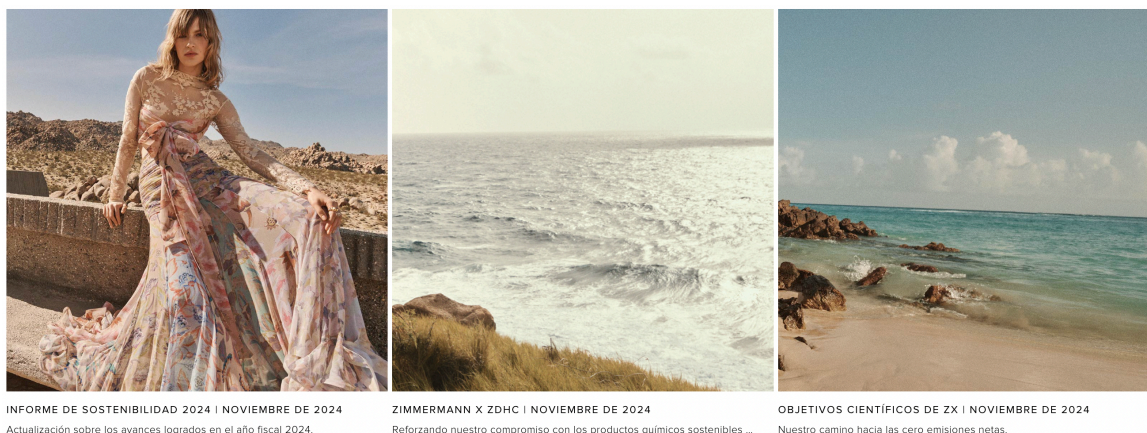 INFORME DE SOSTENIBILIDAD 2024 | NOVIEMBRE DE 2024
Actualización sobre los avances logrados en el año fiscal 2024.
ZIMMERMANN X ZDHC | NOVIEMBRE DE 2024
Reforzando nuestro compromiso con los productos químicos sostenibles ...
OBJETIVOS CIENTÍFICOS DE ZX | NOVIEMBRE DE 2024
Nuestro camino hacia las cero emisiones netas.